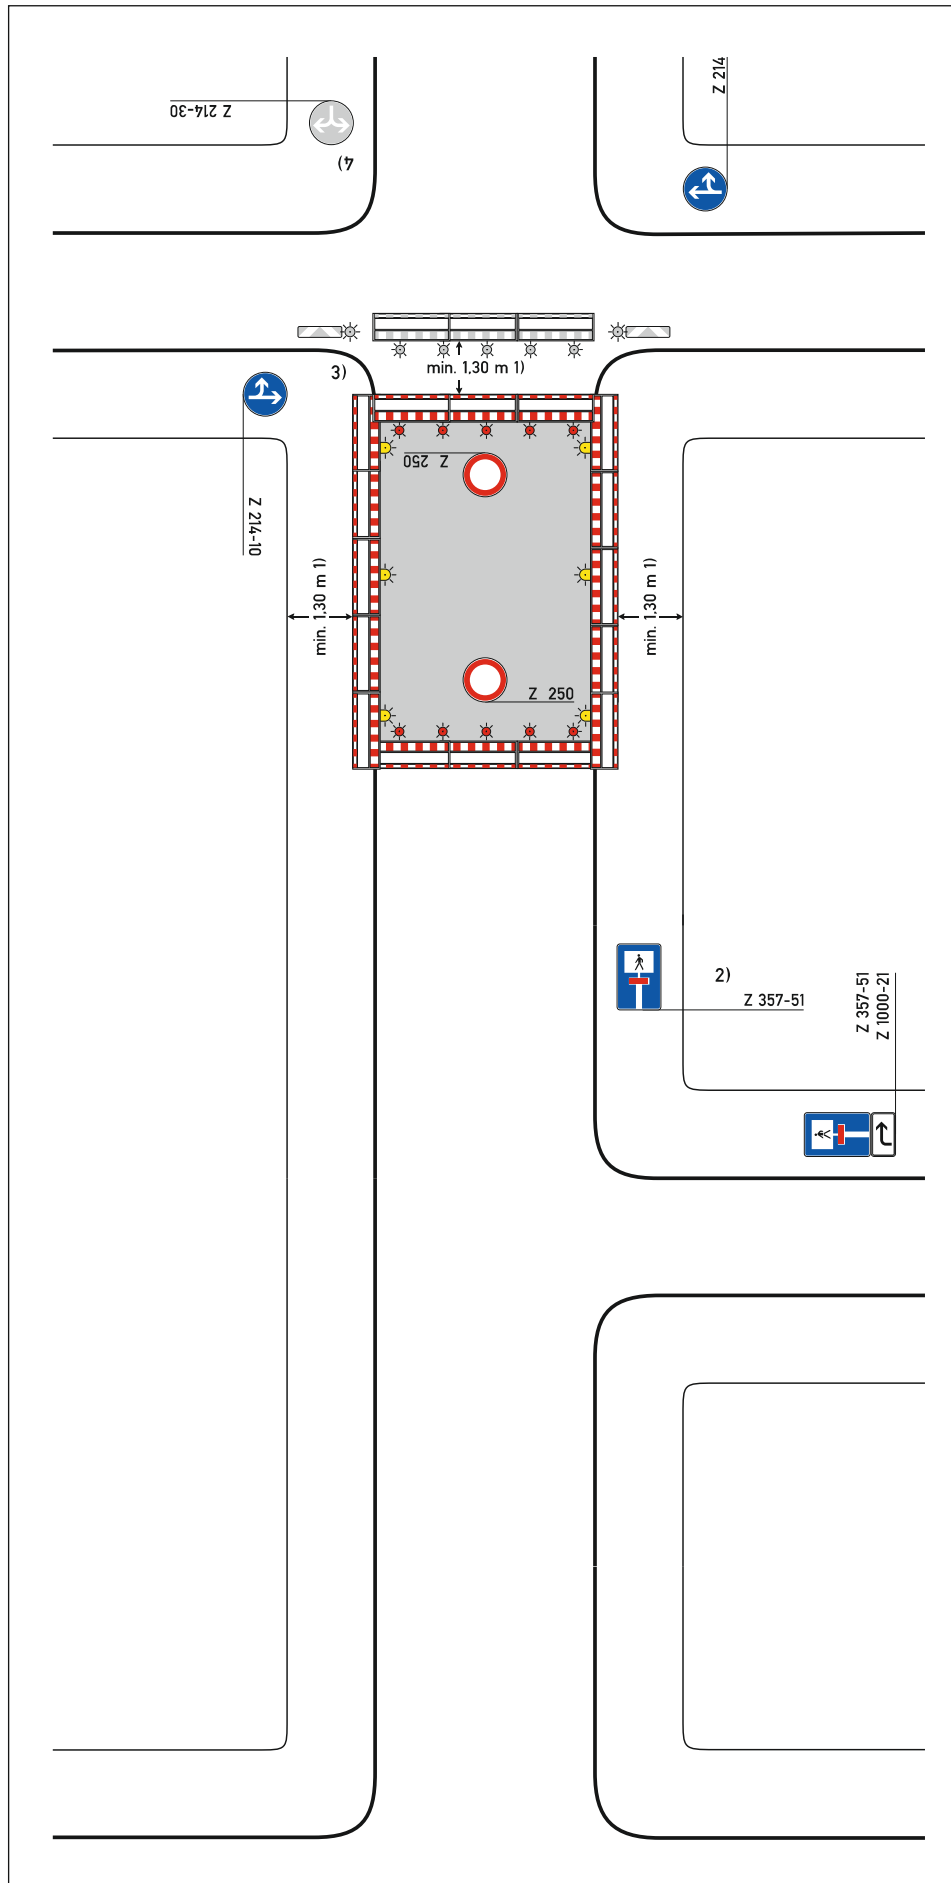 Z 214-30
4)
Z 214
min. 1,30 m 1)
3)
Z 214-10
Z 250
min. 1,30 m 1)
min. 1,30 m 1)
Z 250
2)
Z 357-51
Z 357-51
Z 1000-21